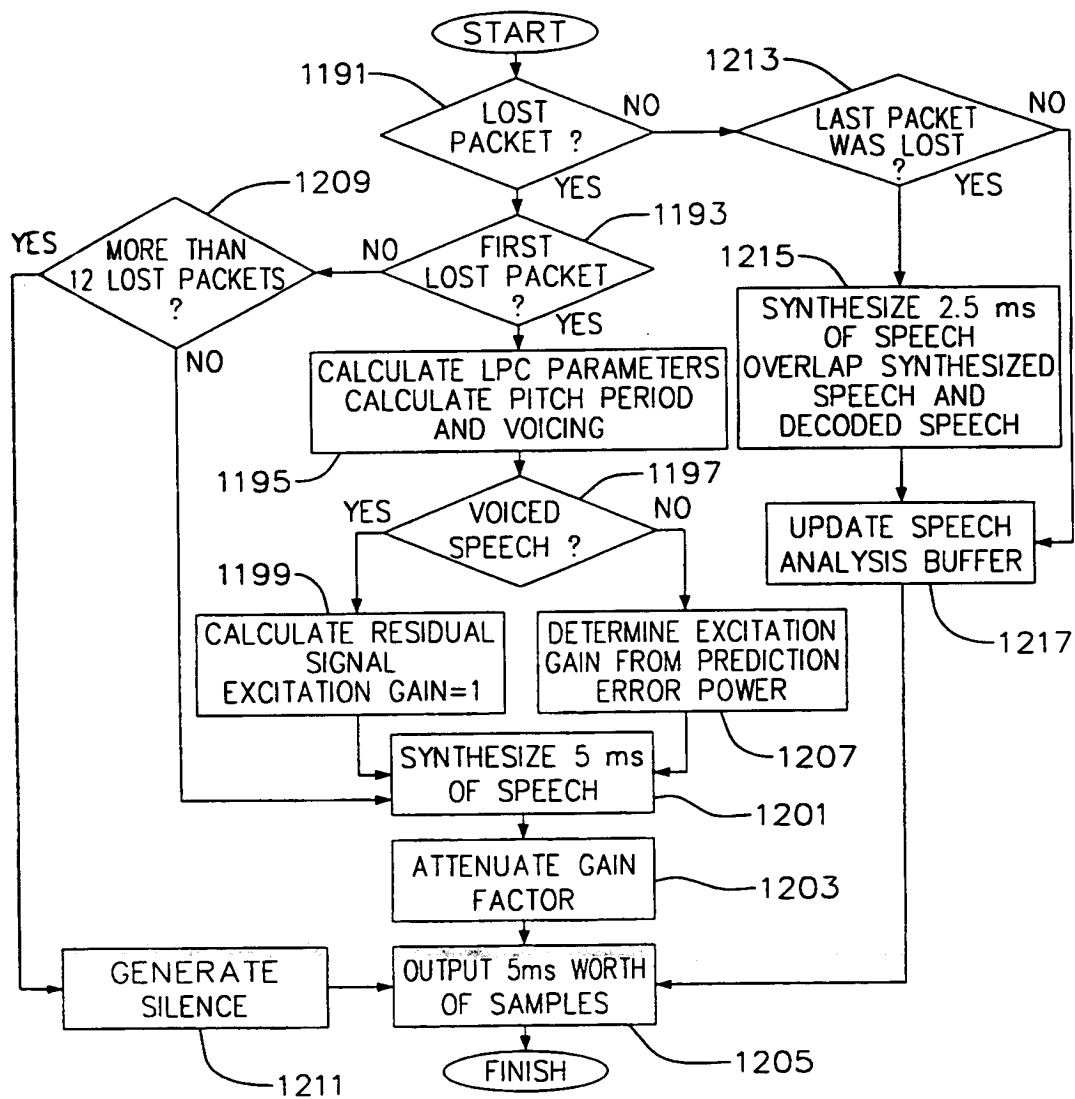 START
1191
LOST
PACKET ?
NO
YES
1213
LAST PACKET
WAS LOST
?
NO
YES
1209
YES
MORE THAN
12 LOST PACKETS
?
NO
NO
1193
FIRST
LOST PACKET
?
YES
1215
SYNTHESIZE 2.5 ms
OF SPEECH
OVERLAP SYNTHESIZED
SPEECH AND
DECODED SPEECH
CALCULATE LPC PARAMETERS
CALCULATE PITCH PERIOD
AND VOICING
1195
1197
YES
VOICED
SPEECH ?
NO
UPDATE SPEECH
ANALYSIS BUFFER
1217
1199
CALCULATE RESIDUAL
SIGNAL
EXCITATION GAIN=1
DETERMINE EXCITATION
GAIN FROM PREDICTION
ERROR POWER
1207
SYNTHESIZE 5 ms
OF SPEECH
1201
ATTENUATE GAIN
FACTOR
1203
GENERATE
SILENCE
1211
OUTPUT 5ms WORTH
OF SAMPLES
1205
FINISH